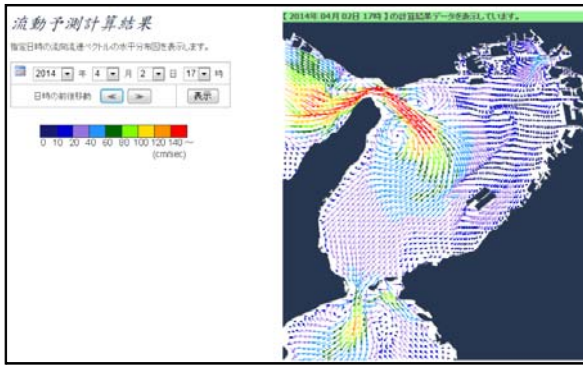 流動予測計算結果
指定日時の流向流速ベクトルの水平分布図を表示します。
2014 年 4 月 2 日 17 時
日時の前後移動 ≪ ≫ 表示
0 10 20 40 60 80 100 120 140 ～
(cm/sec)
【 2014年 04月 02日 17時 】の計算結果データを表示しています。